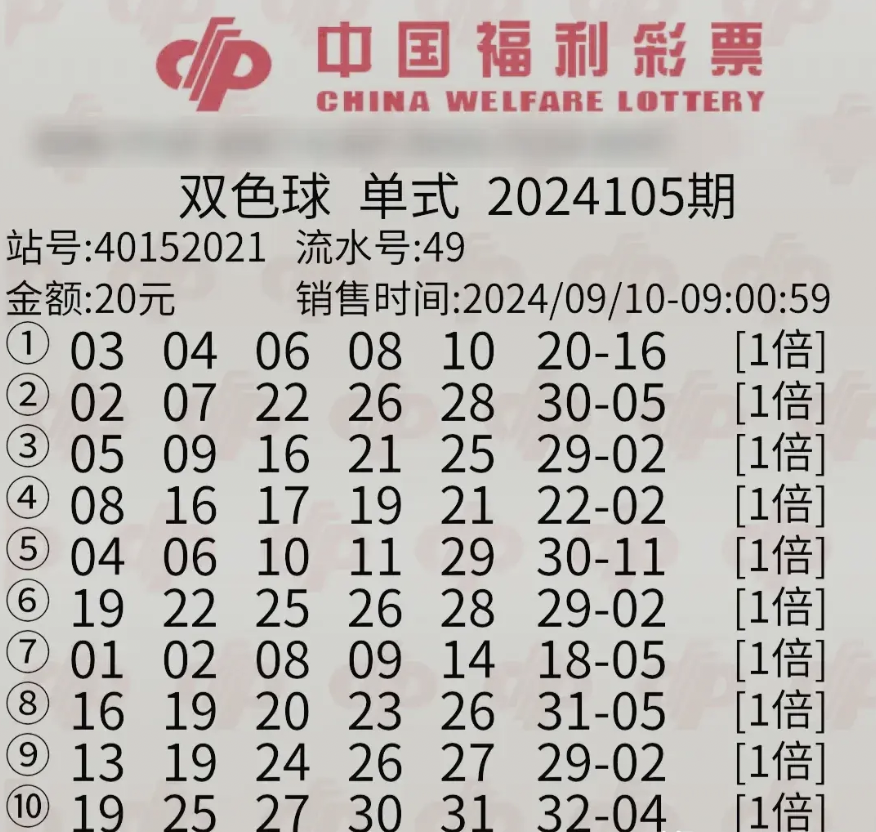 中国福利彩票
CHINA WELFARE LOTTERY
双色球 单式 2024105期
站号:40152021 流水号:49
金额:20元 销售时间:2024/09/10-09:00:59
① 03 04 06 08 10 20-16 [1倍]
② 02 07 22 26 28 30-05 [1倍]
③ 05 09 16 21 25 29-02 [1倍]
④ 08 16 17 19 21 22-02 [1倍]
⑤ 04 06 10 11 29 30-11 [1倍]
⑥ 19 22 25 26 28 29-02 [1倍]
⑦ 01 02 08 09 14 18-05 [1倍]
⑧ 16 19 20 23 26 31-05 [1倍]
⑨ 13 19 24 26 27 29-02 [1倍]
⑩ 19 25 27 30 31 32-04 [1倍]